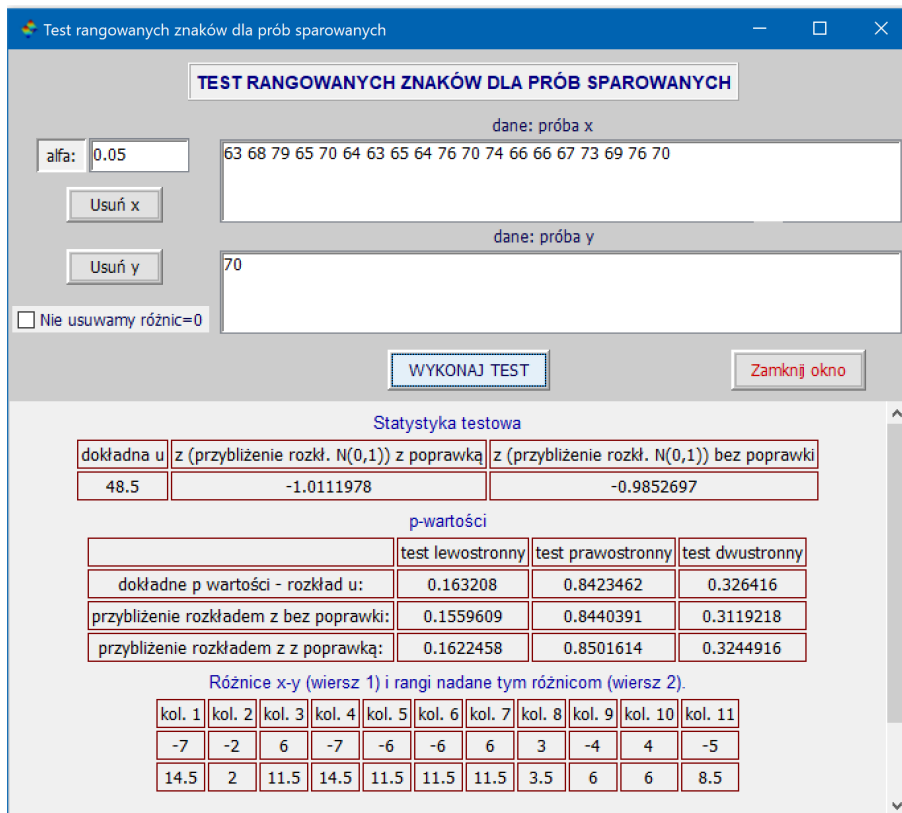 Test rangowanych znaków dla prób sparowanych
TEST RANGOWANYCH ZNAKÓW DLA PRÓB SPAROWANYCH
dane: próba x
alfa: 0.05
63 68 79 65 70 64 63 65 64 76 70 74 66 66 67 73 69 76 70
Usuń x
dane: próba y
Usuń y
70
Nie usuwamy różnic=0
WYKONAJ TEST Zamknij okno
Statystyka testowa
dokładna u z (przybliżenie rozkł. N(0,1)) z poprawką z (przybliżenie rozkł. N(0,1)) bez poprawki
48.5 -1.0111978 -0.9852697
p-wartości
test lewostronny test prawostronny test dwustronny
dokładne p wartości - rozkład u: 0.163208 0.8423462 0.326416
przybliżenie rozkładem z bez poprawki: 0.1559609 0.8440391 0.3119218
przybliżenie rozkładem z z poprawką: 0.1622458 0.8501614 0.3244916
Różnice x-y (wiersz 1) i rangi nadane tym różnicom (wiersz 2).
kol. 1 kol. 2 kol. 3 kol. 4 kol. 5 kol. 6 kol. 7 kol. 8 kol. 9 kol. 10 kol. 11
-7 -2 6 -7 -6 -6 6 3 -4 4 -5
14.5 2 11.5 14.5 11.5 11.5 11.5 3.5 6 6 8.5